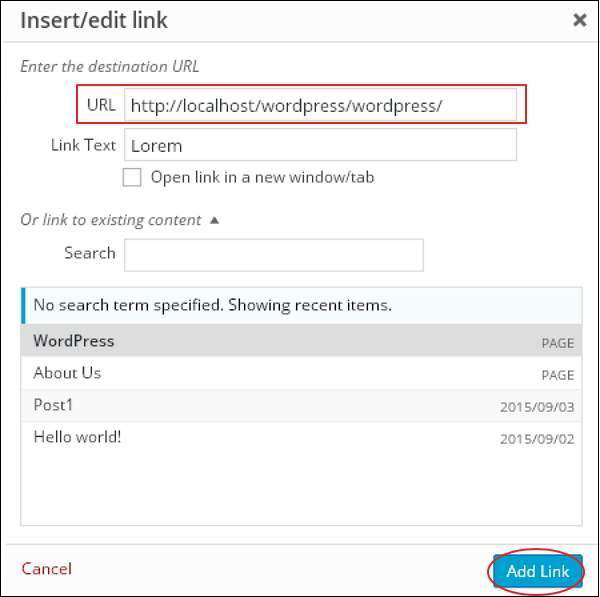 Insert/edit link
Enter the destination URL
URL http://localhost/wordpress/wordpress/
Link Text Lorem
Open link in a new window/tab
Or link to existing content
Search
No search term specified. Showing recent items.
WordPress PAGE
About Us PAGE
Post1 2015/09/03
Hello world! 2015/09/02
Cancel Add Link